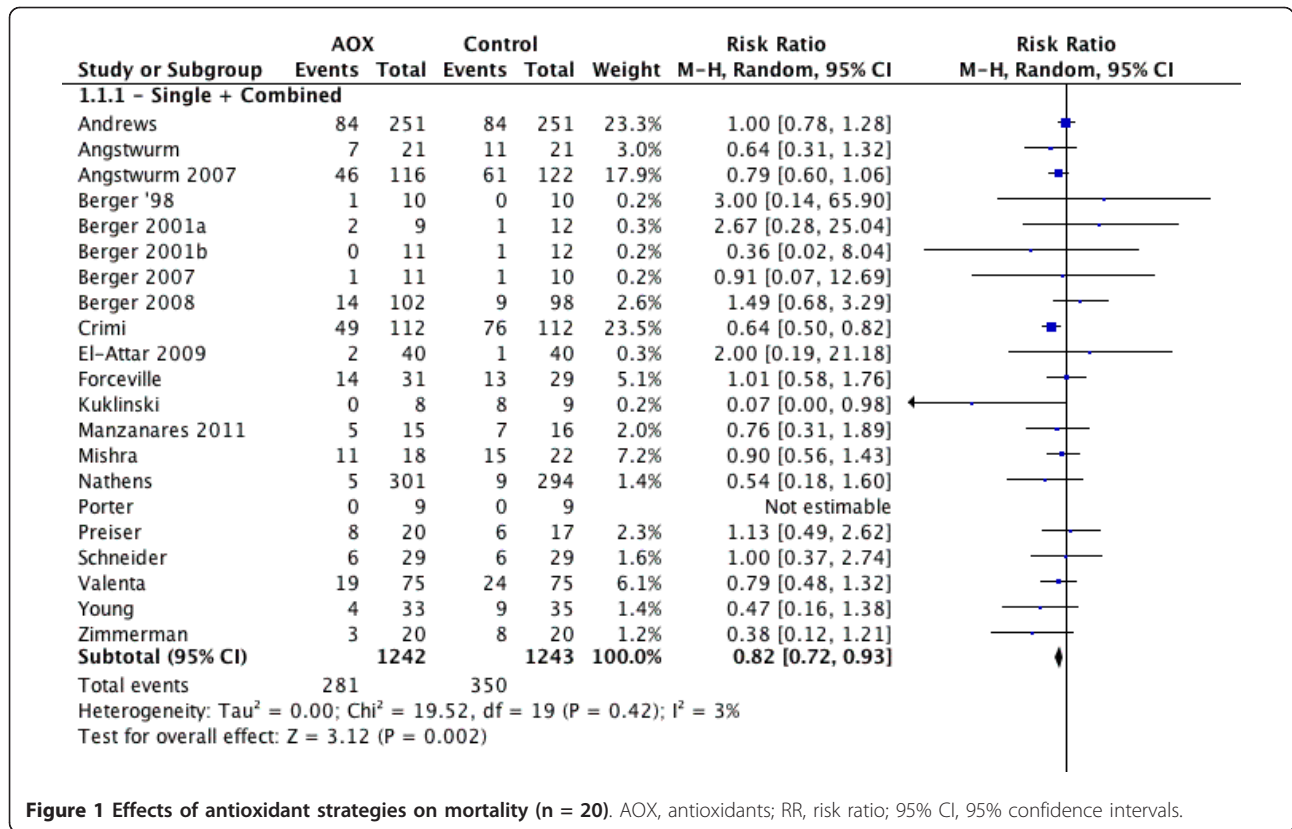 AOX Control Risk Ratio Risk Ratio
Study or Subgroup Events Total Events Total Weight M-H, Random, 95% CI M-H, Random, 95% CI
1.1.1 - Single + Combined
Andrews 84 251 84 251 23.3% 1.00 [0.78, 1.28]
Angstwurm 7 21 11 21 3.0% 0.64 [0.31, 1.32]
Angstwurm 2007 46 116 61 122 17.9% 0.79 [0.60, 1.06]
Berger '98 1 10 0 10 0.2% 3.00 [0.14, 65.90]
Berger 2001a 2 9 1 12 0.3% 2.67 [0.28, 25.04]
Berger 2001b 0 11 1 12 0.2% 0.36 [0.02, 8.04]
Berger 2007 1 11 1 10 0.2% 0.91 [0.07, 12.69]
Berger 2008 14 102 9 98 2.6% 1.49 [0.68, 3.29]
Crimi 49 112 76 112 23.5% 0.64 [0.50, 0.82]
El-Attar 2009 2 40 1 40 0.3% 2.00 [0.19, 21.18]
Forceville 14 31 13 29 5.1% 1.01 [0.58, 1.76]
Kuklinski 0 8 8 9 0.2% 0.07 [0.00, 0.98]
Manzanares 2011 5 15 7 16 2.0% 0.76 [0.31, 1.89]
Mishra 11 18 15 22 7.2% 0.90 [0.56, 1.43]
Nathens 5 301 9 294 1.4% 0.54 [0.18, 1.60]
Porter 0 9 0 9 Not estimable
Preiser 8 20 6 17 2.3% 1.13 [0.49, 2.62]
Schneider 6 29 6 29 1.6% 1.00 [0.37, 2.74]
Valenta 19 75 24 75 6.1% 0.79 [0.48, 1.32]
Young 4 33 9 35 1.4% 0.47 [0.16, 1.38]
Zimmerman 3 20 8 20 1.2% 0.38 [0.12, 1.21]
Subtotal (95% CI) 1242 1243 100.0% 0.82 [0.72, 0.93]
Total events 281 350
Heterogeneity: Tau² = 0.00; Chi² = 19.52, df = 19 (P = 0.42); I² = 3%
Test for overall effect: Z = 3.12 (P = 0.002)
Figure 1 Effects of antioxidant strategies on mortality (n = 20). AOX, antioxidants; RR, risk ratio; 95% CI, 95% confidence intervals.